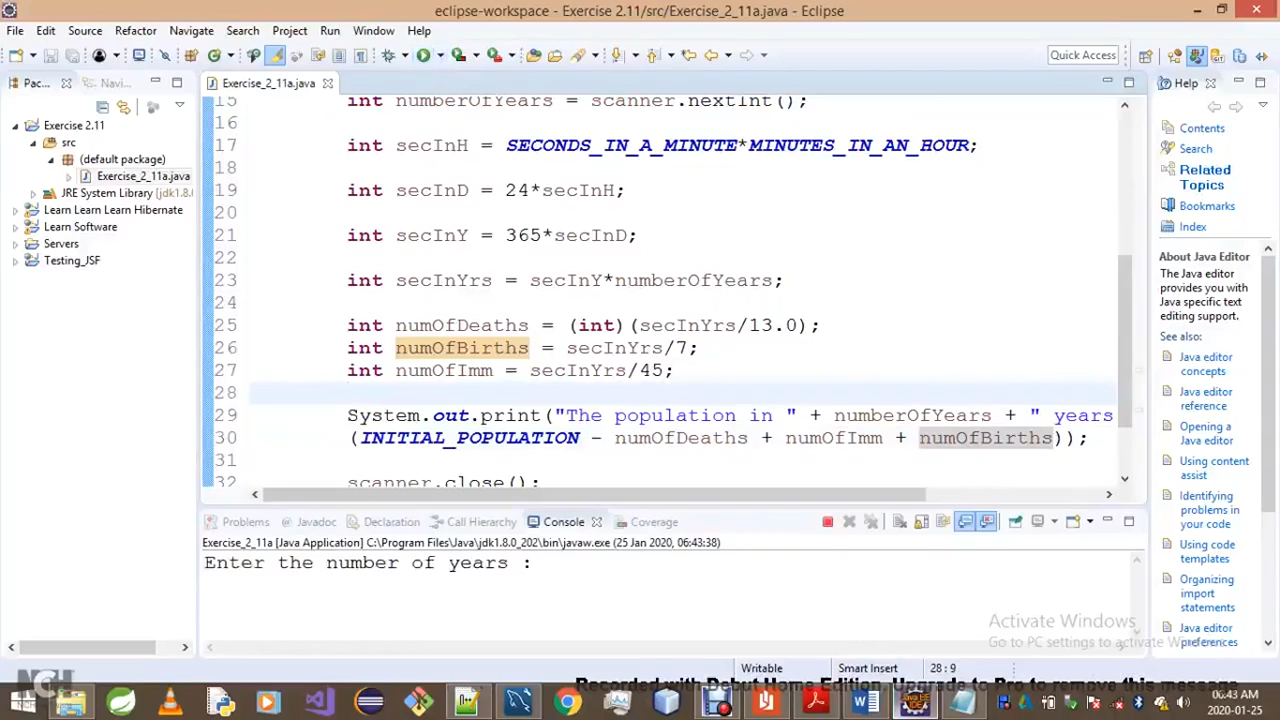 eclipse-workspace - Exercise 2.11/src/Exercise_2_11a.java - Eclipse
File Edit Source Refactor Navigate Search Project Run Window Help
Quick Access
Pac... Navi... Exercise_2_11a.java Help
Exercise 2.11
src
(default package)
Exercise_2_11a.java
JRE System Library [jdk1.8.0
Learn Learn Learn Hibernate
Learn Software
Servers
Testing_JSF
15 int numberOfYears = scanner.nextInt();
16
17 int secInH = SECONDS_IN_A_MINUTE*MINUTES_IN_AN_HOUR;
18
19 int secInD = 24*secInH;
20
21 int secInY = 365*secInD;
22
23 int secInYrs = secInY*numberOfYears;
24
25 int numOfDeaths = (int)(secInYrs/13.0);
26 int numOfBirths = secInYrs/7;
27 int numOfImm = secInYrs/45;
28
29 System.out.print("The population in " + numberOfYears + " years
30 (INITIAL_POPULATION - numOfDeaths + numOfImm + numOfBirths));
31
32 scanner.close();
Contents
Search
Related
Topics
Bookmarks
Index
About Java Editor
The Java editor
provides you with
Java specific text
editing support.
See also:
Java editor
concepts
Java editor
reference
Opening a
Java editor
Using content
assist
Identifying
problems in
your code
Using code
templates
Organizing
import
statements
Java editor
preferences
Problems Javadoc Declaration Call Hierarchy Console Coverage
Exercise_2_11a [Java Application] C:\Program Files\Java\jdk1.8.0_202\bin\javaw.exe (25 Jan 2020, 06:43:38)
Enter the number of years :
Activate Windows
Go to PC settings to activate Windows.
Writable Smart Insert 28 : 9
Recorded with Debut Home Edition. Upgrade to Pro to remove this message
NCH
06:43 AM
2020-01-25